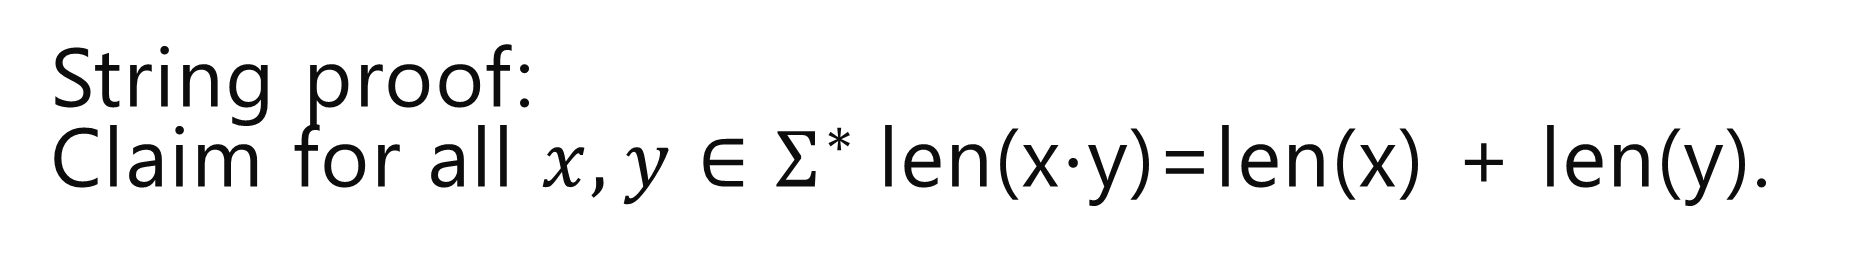 String proof:
Claim for all 𝑥, 𝑦 ∈ Σ* len(x·y)=len(x) + len(y).